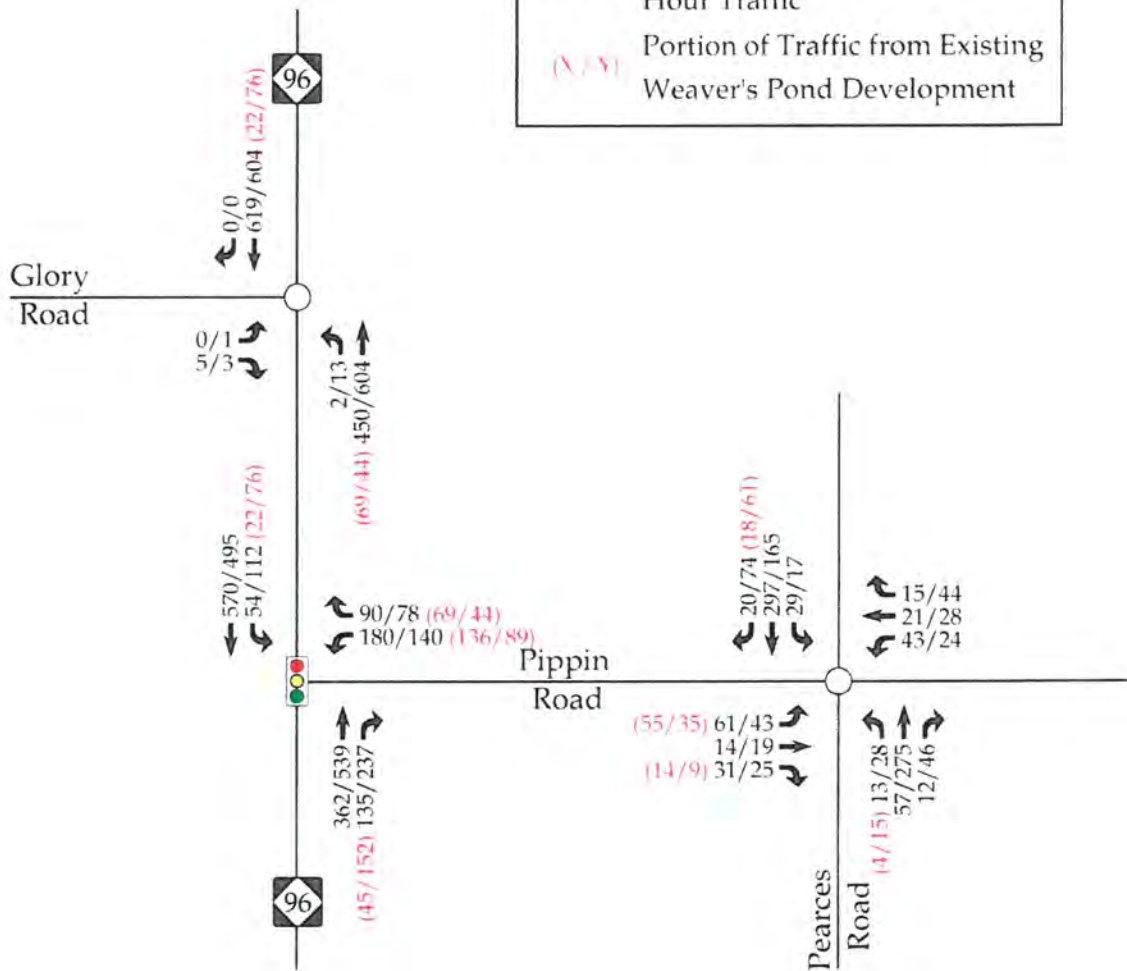 Hour Traffic
(X/Y) Portion of Traffic from Existing
Weaver's Pond Development
96
0/0
619/604 (22/76)
Glory
Road
0/1
5/3
2/13
(69/44) 450/604
570/495
54/112 (22/76)
90/78 (69/44)
180/140 (136/89)
20/74 (18/61)
297/165
29/17
15/44
21/28
43/24
Pippin
Road
362/539
(45/152) 135/237
(55/35) 61/43
14/19
(14/9) 31/25
(4/15) 13/28
57/275
12/46
96
Pearces
Road